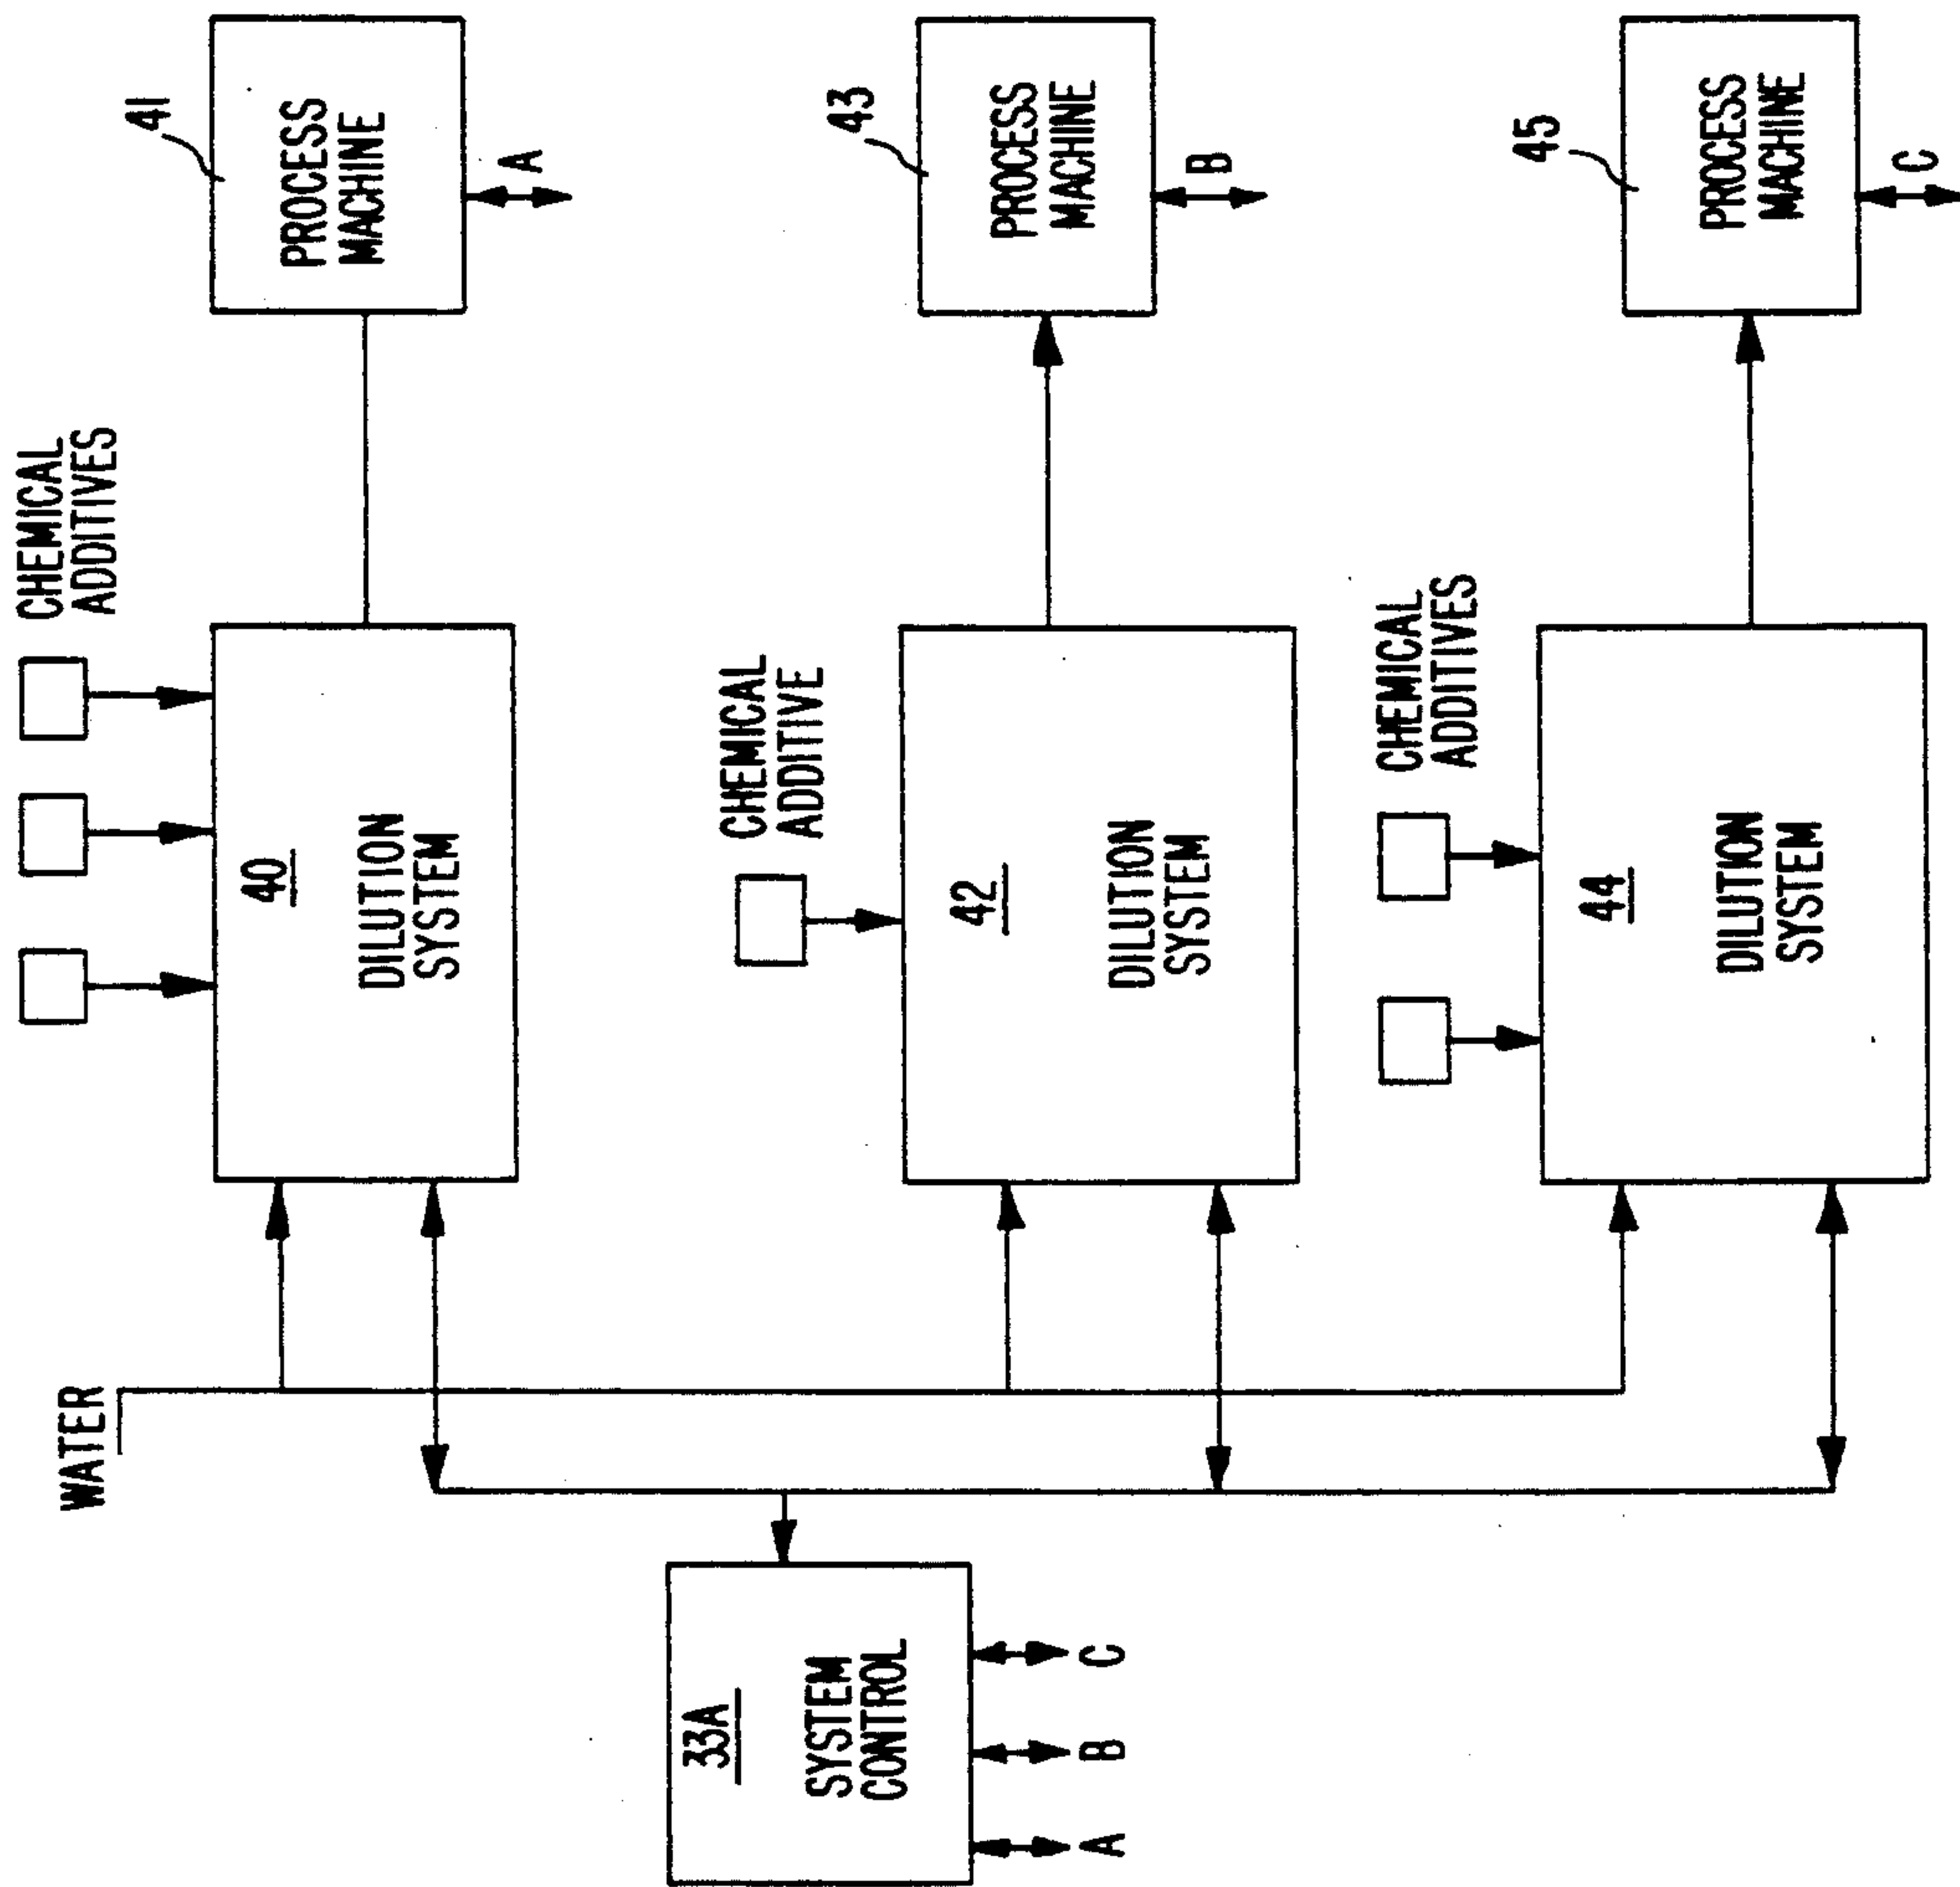 WATER
CHEMICAL
ADDITIVES
41
PROCESS
MACHINE
A
40
DILUTION
SYSTEM
33A
SYSTEM
CONTROL
A
B
C
CHEMICAL
ADDITIVE
42
DILUTION
SYSTEM
43
PROCESS
MACHINE
B
CHEMICAL
ADDITIVES
44
DILUTION
SYSTEM
45
PROCESS
MACHINE
C